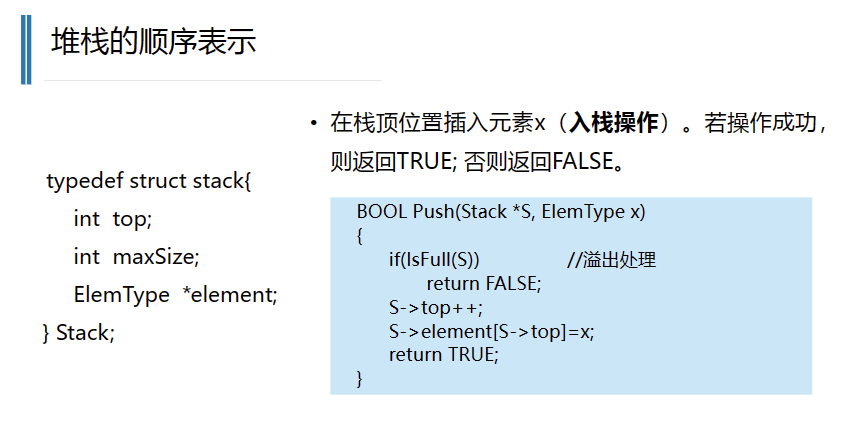 堆栈的顺序表示
• 在栈顶位置插入元素x（入栈操作）。若操作成功，
则返回TRUE; 否则返回FALSE。
typedef struct stack{
int top;
int maxSize;
ElemType *element;
} Stack;
BOOL Push(Stack *S, ElemType x)
{
if(IsFull(S)) //溢出处理
return FALSE;
S->top++;
S->element[S->top]=x;
return TRUE;
}